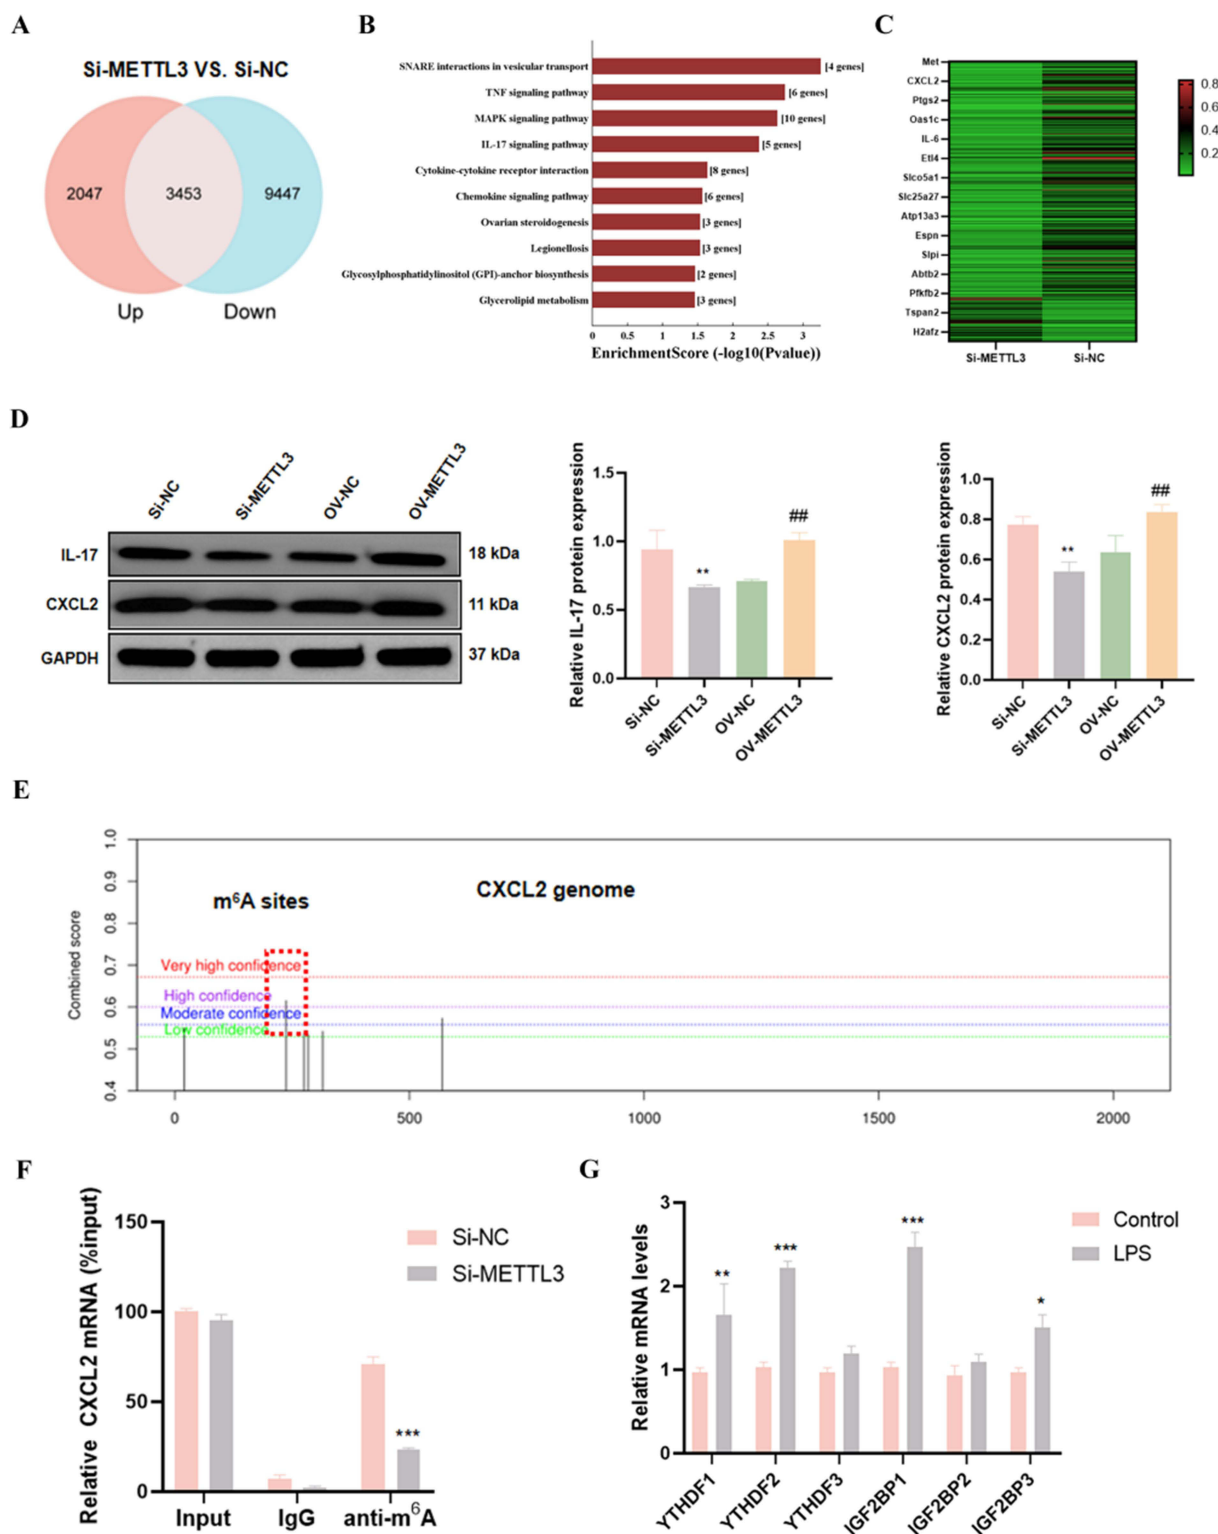 A
Si-METTL3 VS. Si-NC
2047
3453
9447
Up
Down
B
SNARE interactions in vesicular transport
[4 genes]
TNF signaling pathway
[6 genes]
MAPK signaling pathway
[10 genes]
IL-17 signaling pathway
[5 genes]
Cytokine-cytokine receptor interaction
[8 genes]
Chemokine signaling pathway
[6 genes]
Ovarian steroidogenesis
[3 genes]
Legionellosis
[3 genes]
Glycosylphosphatidylinositol (GPI)-anchor biosynthesis
[2 genes]
Glycerolipid metabolism
[3 genes]
0 0.5 1 1.5 2 2.5 3
EnrichmentScore (-log10(Pvalue))
C
Met
CXCL2
Ptgs2
Oas1c
IL-6
Etl4
Slco5a1
Slc25a27
Atp13a3
Espn
Slpi
Abtb2
Pfkfb2
Tspan2
H2afz
Si-METTL3
Si-NC
0.8
0.6
0.4
0.2
D
Si-NC
Si-METTL3
OV-NC
OV-METTL3
IL-17
18 kDa
CXCL2
11 kDa
GAPDH
37 kDa
Relative IL-17 protein expression
1.5
1.0
0.5
0.0
**
##
Si-NC
Si-METTL3
OV-NC
OV-METTL3
Relative CXCL2 protein expression
1.0
0.8
0.6
0.4
0.2
0.0
**
##
Si-NC
Si-METTL3
OV-NC
OV-METTL3
E
Combined score
1.0
0.9
0.8
0.7
0.6
0.5
0.4
m⁶A sites
CXCL2 genome
Very high confidence
High confidence
Moderate confidence
Low confidence
0 500 1000 1500 2000
F
Relative CXCL2 mRNA (%input)
150
100
50
0
Si-NC
Si-METTL3
***
Input
IgG
anti-m⁶A
G
Relative mRNA levels
3
2
1
0
Control
LPS
**
***
***
*
YTHDF1
YTHDF2
YTHDF3
IGF2BP1
IGF2BP2
IGF2BP3